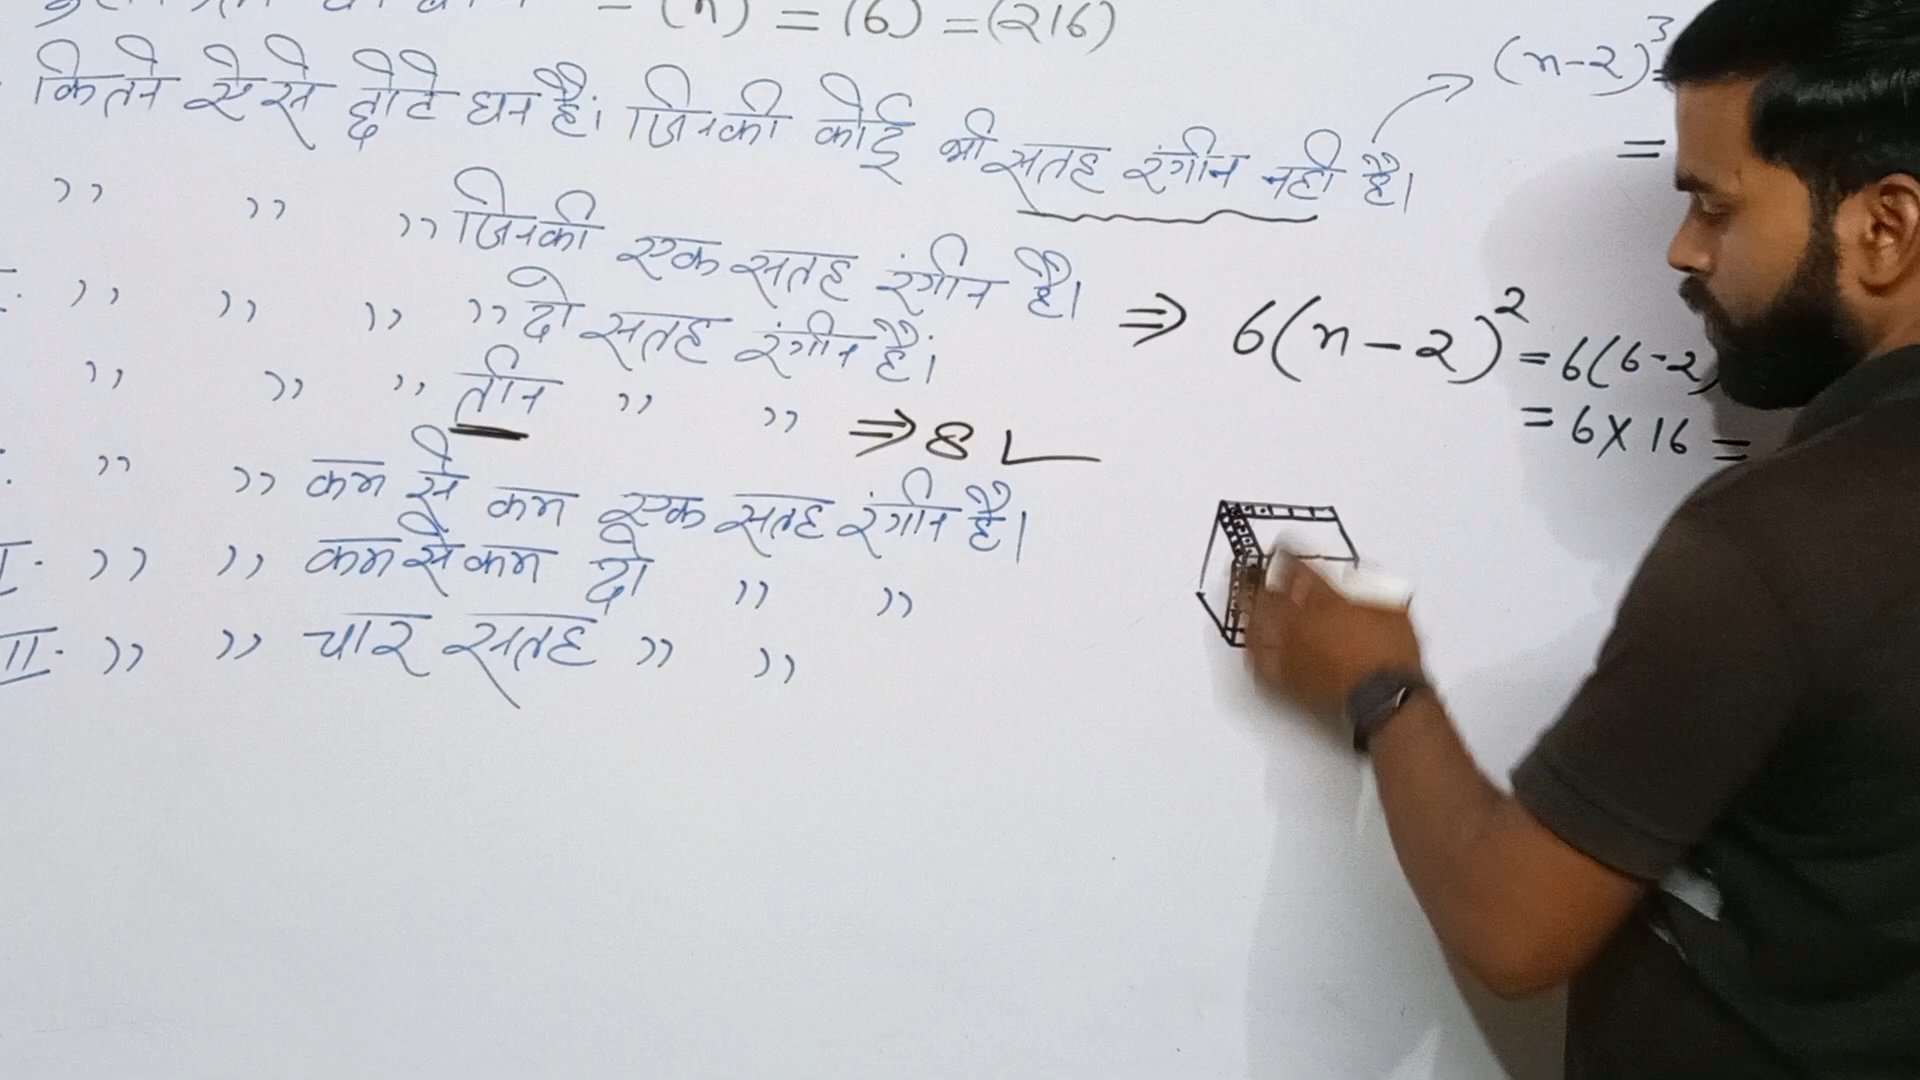 = (n) = (6) = (216)
कितने ऐसे छोटे घन हैं। जिनकी कोई भी सतह रंगीन नही है।
(n-2)³=
=
,, ,, ,, जिनकी एक सतह रंगीन है।
⇒ 6(n-2)² = 6(6-2)
= 6×16 =
,, ,, ,, ,, दो सतह रंगीन हैं।
,, ,, ,, तीन ,, ,, ⇒ 8 ✓
,, ,, कम से कम एक सतह रंगीन है।
,, ,, कम से कम दो ,, ,,
II. ,, ,, चार सतह ,, ,,